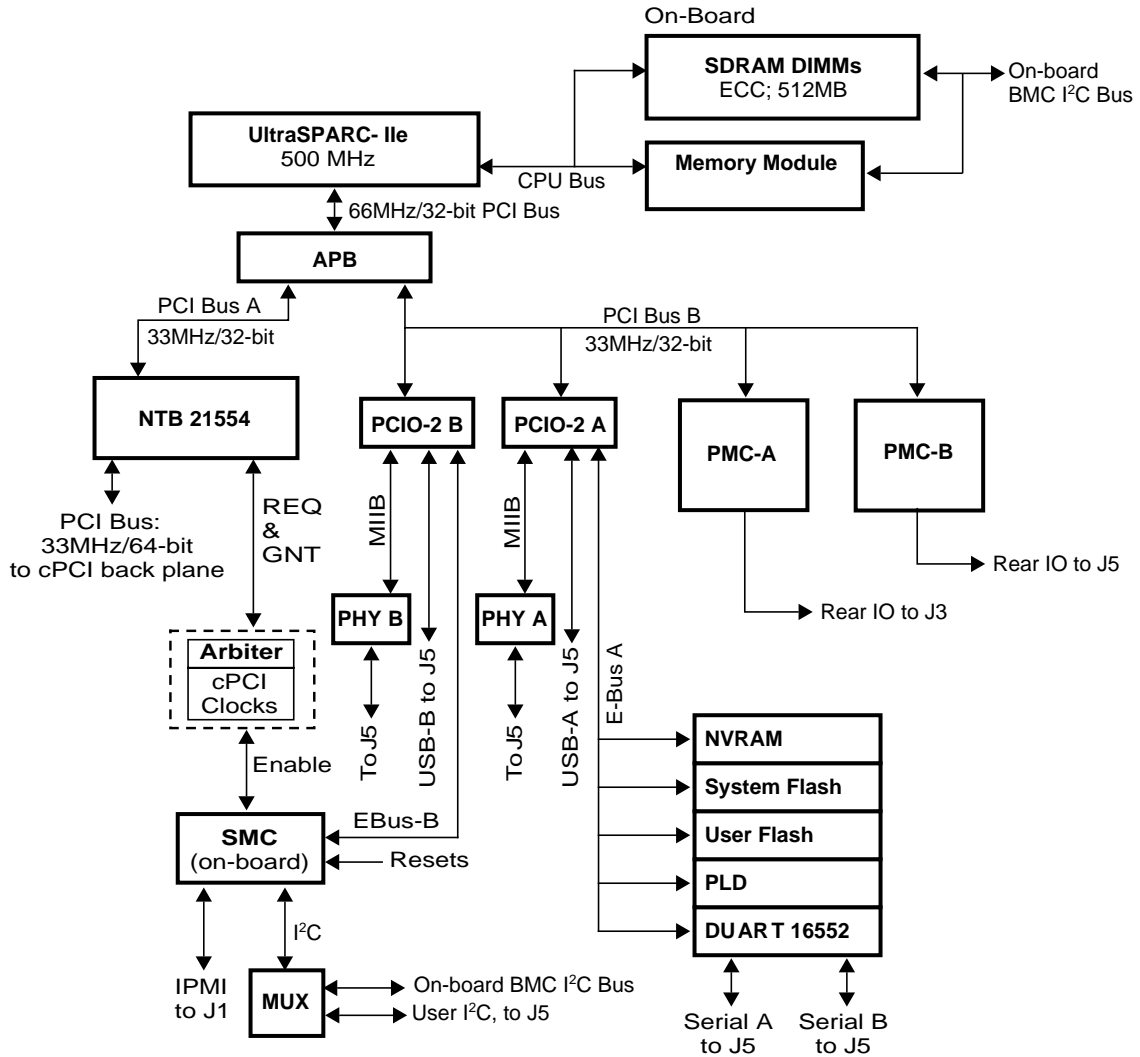 On-Board
SDRAM DIMMs
ECC; 512MB
On-board
BMC I²C Bus
UltraSPARC- IIe
500 MHz
CPU Bus
Memory Module
66MHz/32-bit PCI Bus
APB
PCI Bus A
33MHz/32-bit
PCI Bus B
33MHz/32-bit
NTB 21554
PCIO-2 B
PCIO-2 A
PMC-A
PMC-B
REQ
&
GNT
MIIB
MIIB
PCI Bus:
33MHz/64-bit
to cPCI back plane
Rear IO to J5
Rear IO to J3
PHY B
PHY A
Arbiter
cPCI
Clocks
To J5
USB-B to J5
To J5
USB-A to J5
E-Bus A
NVRAM
System Flash
User Flash
PLD
DUART 16552
Enable
EBus-B
SMC
(on-board)
Resets
I²C
IPMI
to J1
MUX
On-board BMC I²C Bus
User I²C, to J5
Serial A
to J5
Serial B
to J5